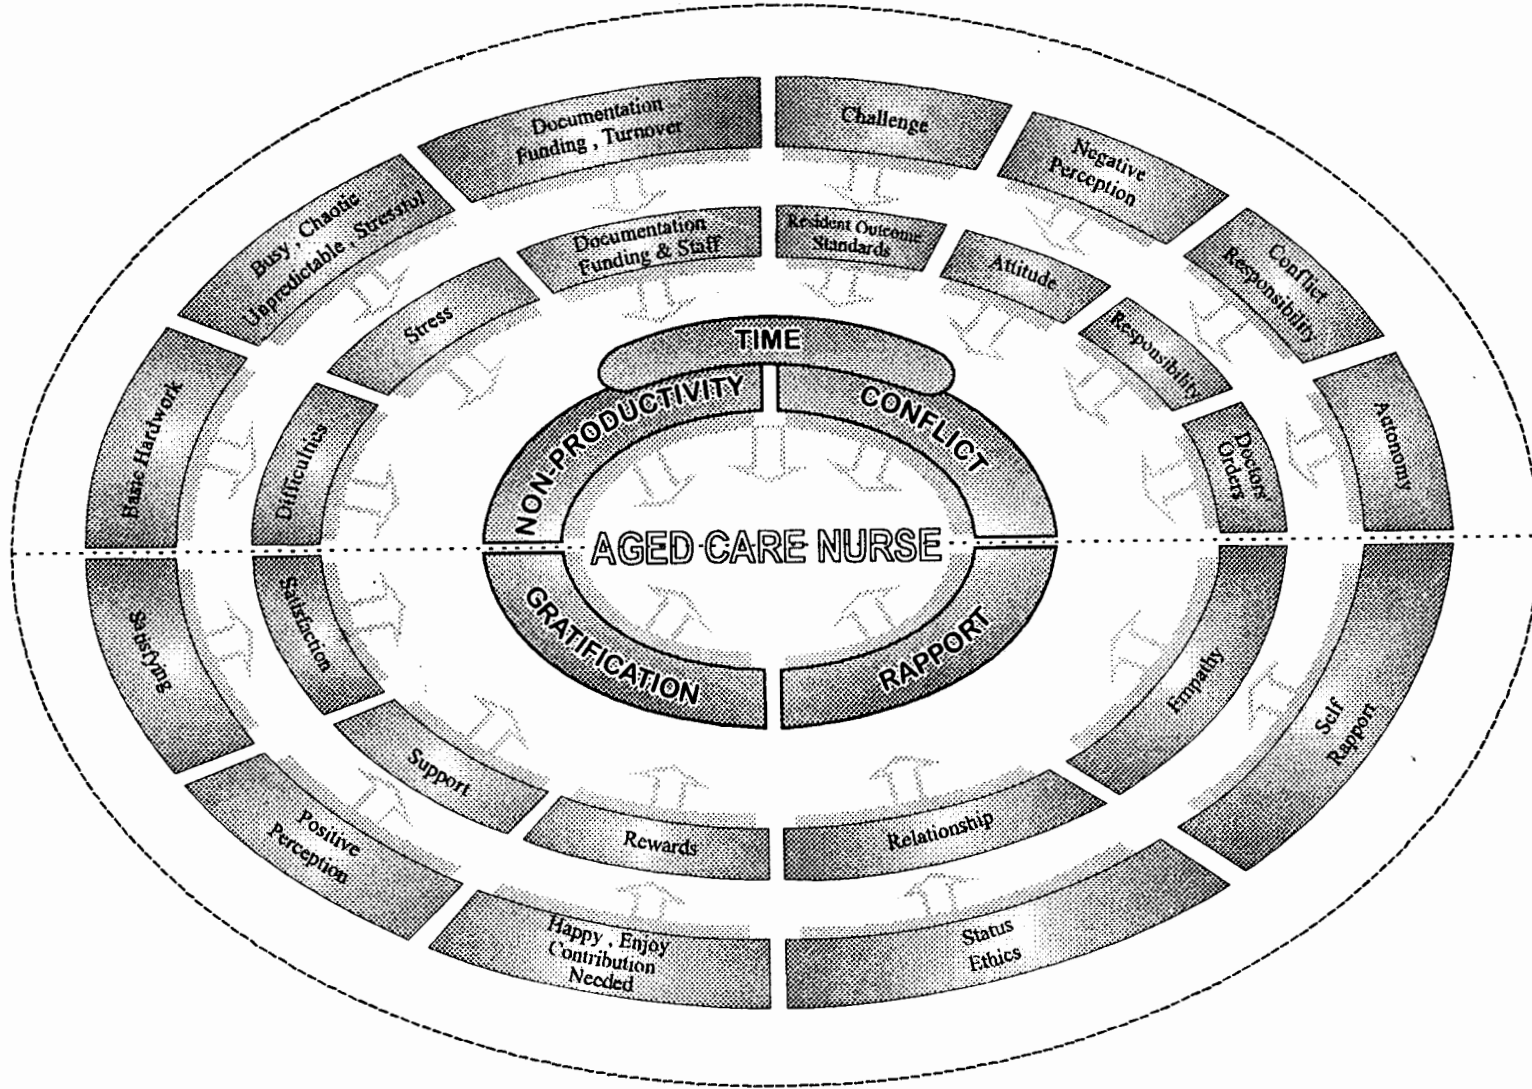 Documentation
Funding , Turnover
Challenge
Negative
Perception
Busy , Chaotic
Unpredictable , Stressful
Conflict
Responsibility
Basic Hardwork
Autonomy
Documentation
Funding & Staff
Resident Outcome
Standards
Attitude
Stress
Responsibility
Difficulties
Doctors'
Orders
TIME
NON-PRODUCTIVITY
CONFLICT
AGED CARE NURSE
GRATIFICATION
RAPPORT
Satisfaction
Empathy
Support
Rewards
Relationship
Satisfying
Self
Rapport
Positive
Perception
Happy , Enjoy
Contribution
Needed
Status
Ethics